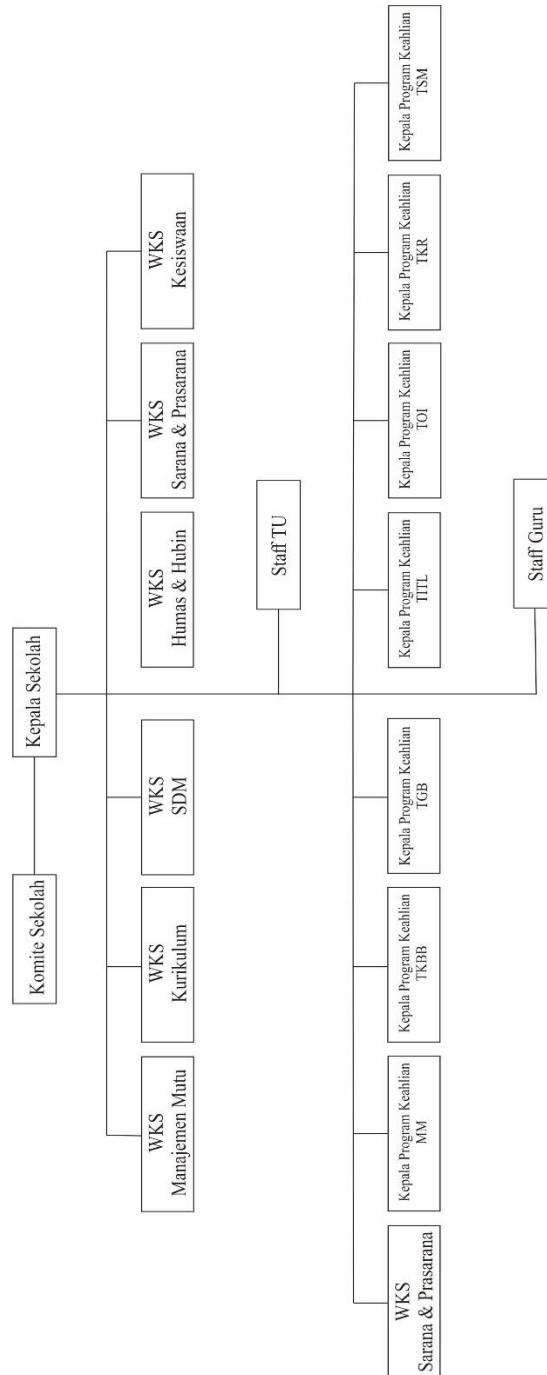 Komite Sekolah
Kepala Sekolah
WKS
Manajemen Mutu
WKS
Kurikulum
WKS
SDM
WKS
Humas & Hubin
WKS
Sarana & Prasarana
WKS
Kesiswaan
Staff TU
WKS
Sarana & Prasarana
Kepala Program Keahlian
MM
Kepala Program Keahlian
TKBB
Kepala Program Keahlian
TGB
Kepala Program Keahlian
TITL
Kepala Program Keahlian
TOI
Kepala Program Keahlian
TKR
Kepala Program Keahlian
TSM
Staff Guru